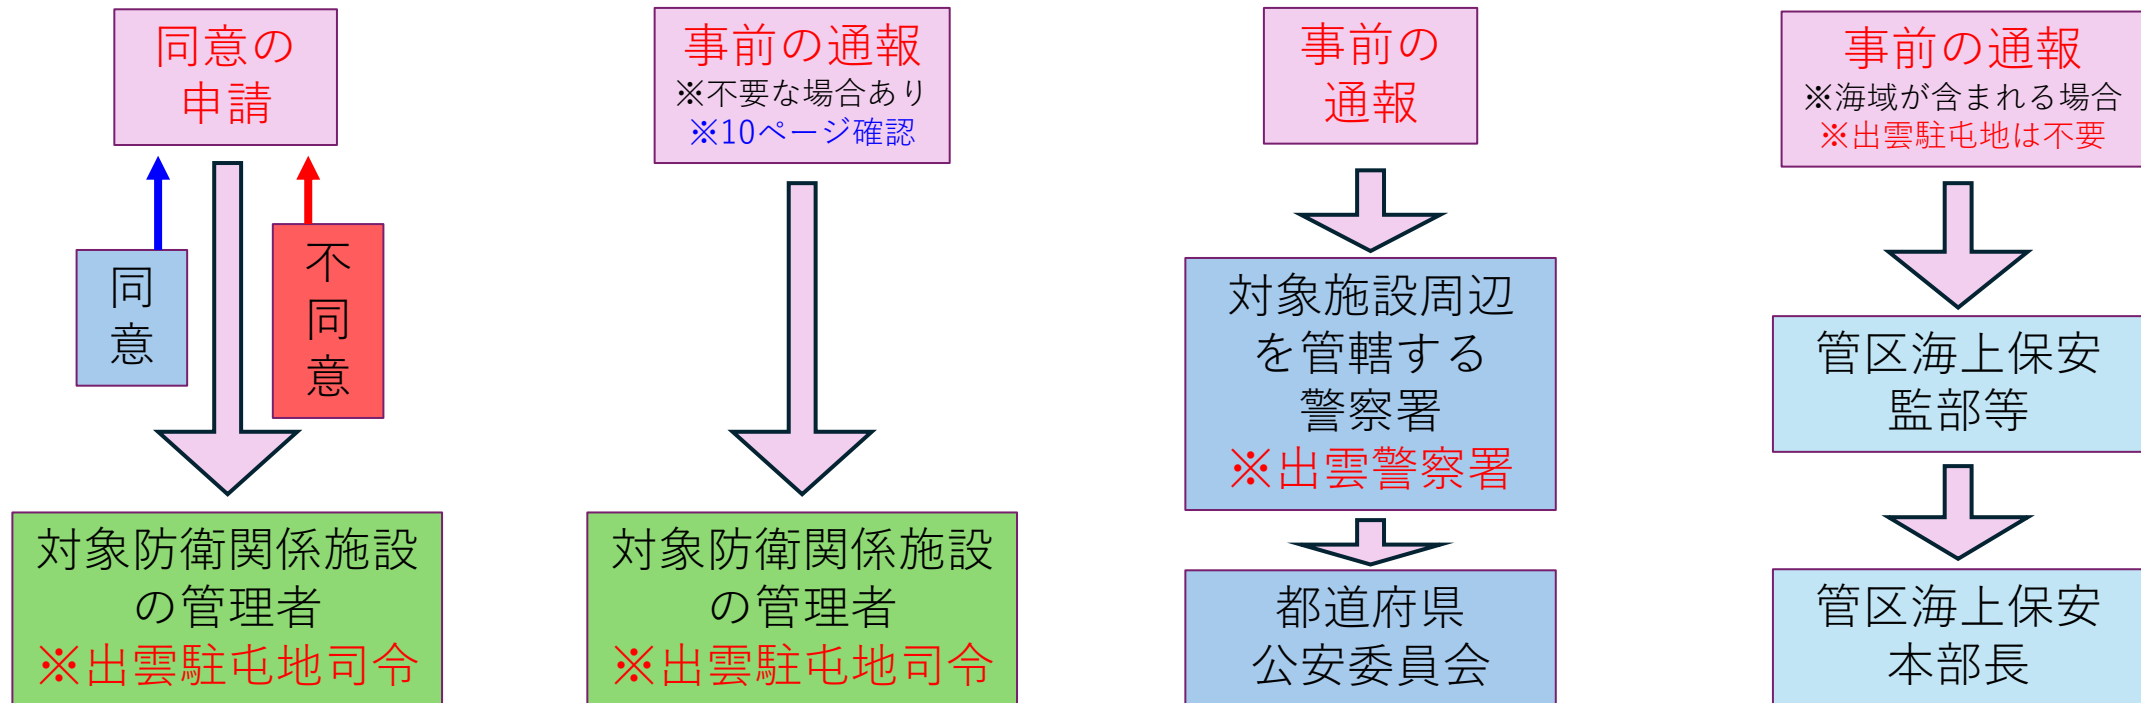 同意の
申請
同
意
不
同
意
対象防衛関係施設
の管理者
※出雲駐屯地司令
事前の通報
※不要な場合あり
※10ページ確認
対象防衛関係施設
の管理者
※出雲駐屯地司令
事前の
通報
対象施設周辺
を管轄する
警察署
※出雲警察署
都道府県
公安委員会
事前の通報
※海域が含まれる場合
※出雲駐屯地は不要
管区海上保安
監部等
管区海上保安
本部長